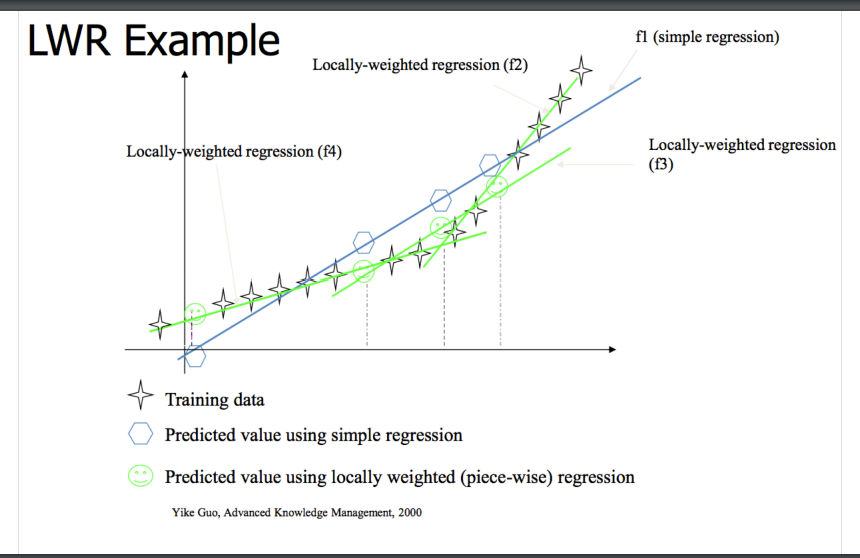 LWR Example
f1 (simple regression)
Locally-weighted regression (f2)
Locally-weighted regression (f4)
Locally-weighted regression
(f3)
Training data
Predicted value using simple regression
Predicted value using locally weighted (piece-wise) regression
Yike Guo, Advanced Knowledge Management, 2000